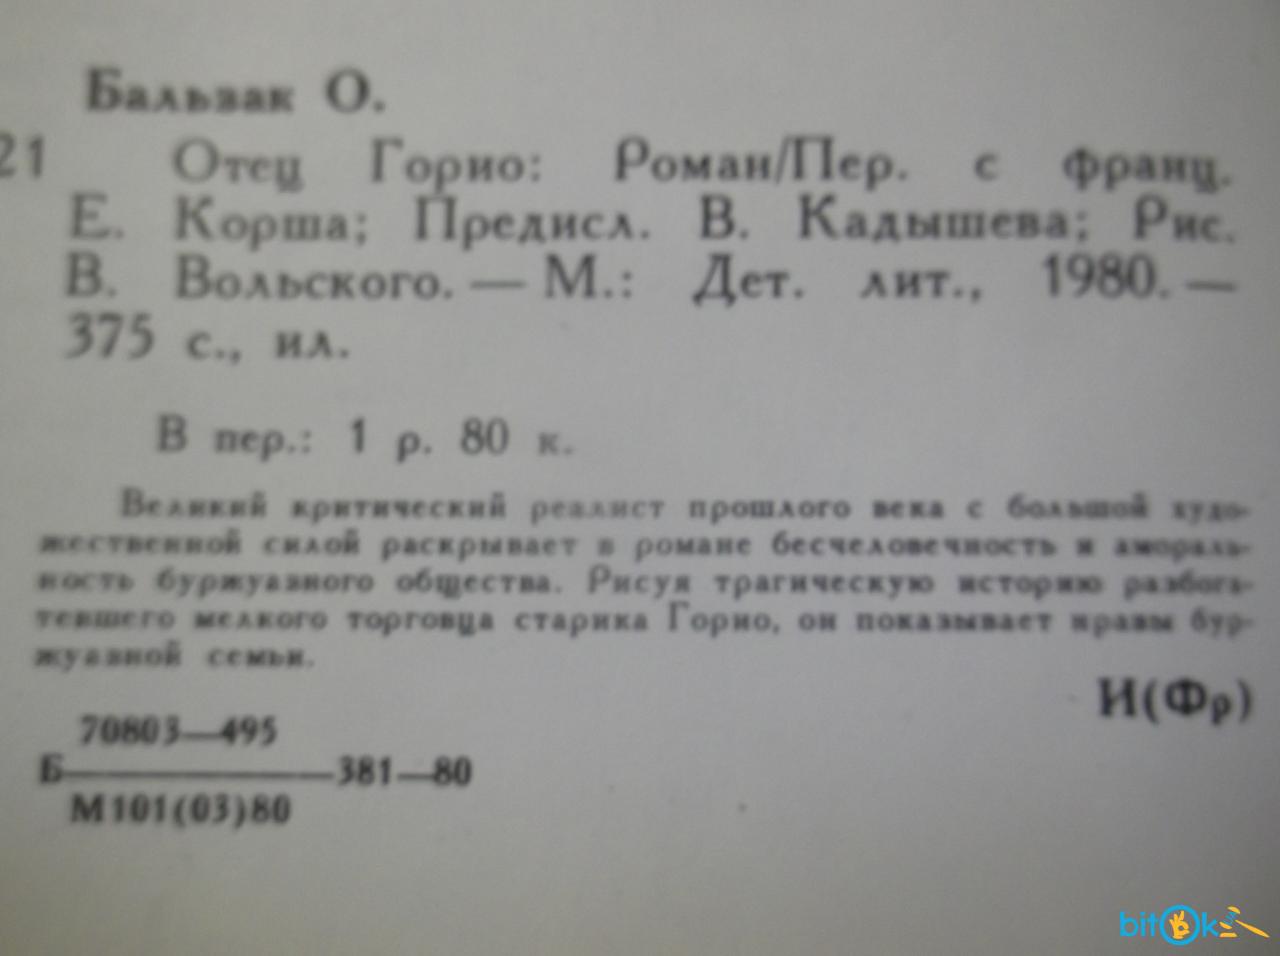 Бальзак О.
21 Отец Горио: Роман/Пер. с франц.
Е. Корша; Предисл. В. Кадышева; Рис.
В. Вольского. — М.: Дет. лит., 1980. —
375 с., ил.
В пер.: 1 р. 80 к.
Великий критический реалист прошлого века с большой худо-
жественной силой раскрывает в романе бесчеловечность и амораль-
ность буржуазного общества. Рисуя трагическую историю разбога-
тевшего мелкого торговца старика Горио, он показывает нравы бур-
жуазной семьи.
И(Фр)
70803—495
Б———381—80
М101(03)80
bitok